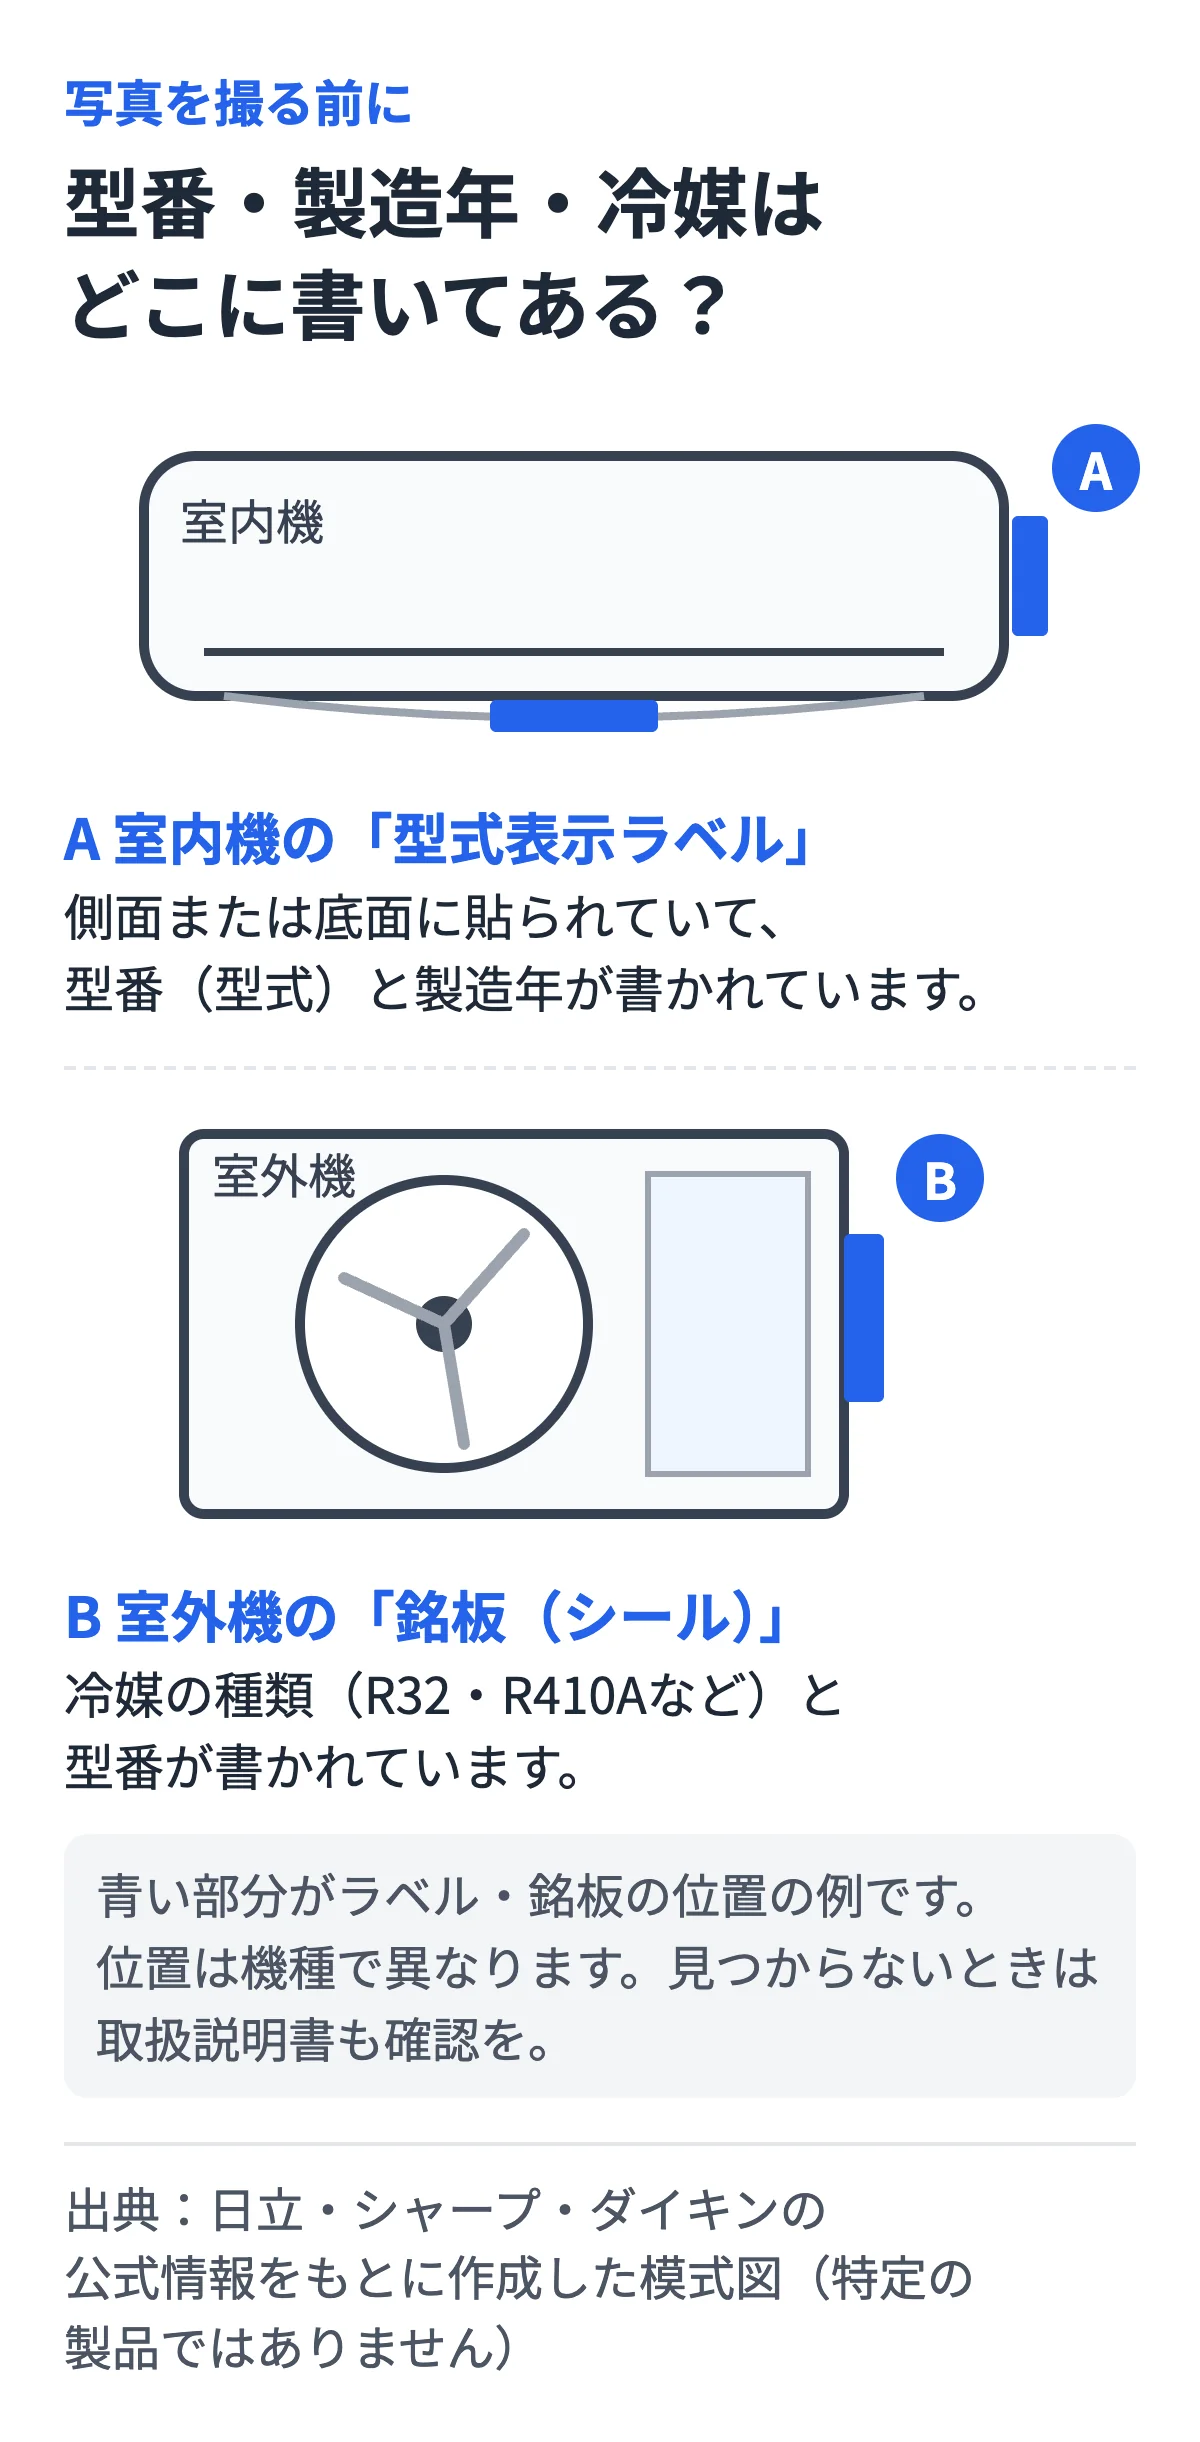 写真を撮る前に
型番・製造年・冷媒は
どこに書いてある？
A
室内機
A 室内機の「型式表示ラベル」
側面または底面に貼られていて、
型番（型式）と製造年が書かれています。
室外機
B
B 室外機の「銘板（シール）」
冷媒の種類（R32・R410Aなど）と
型番が書かれています。
青い部分がラベル・銘板の位置の例です。
位置は機種で異なります。見つからないときは
取扱説明書も確認を。
出典：日立・シャープ・ダイキンの
公式情報をもとに作成した模式図（特定の
製品ではありません）